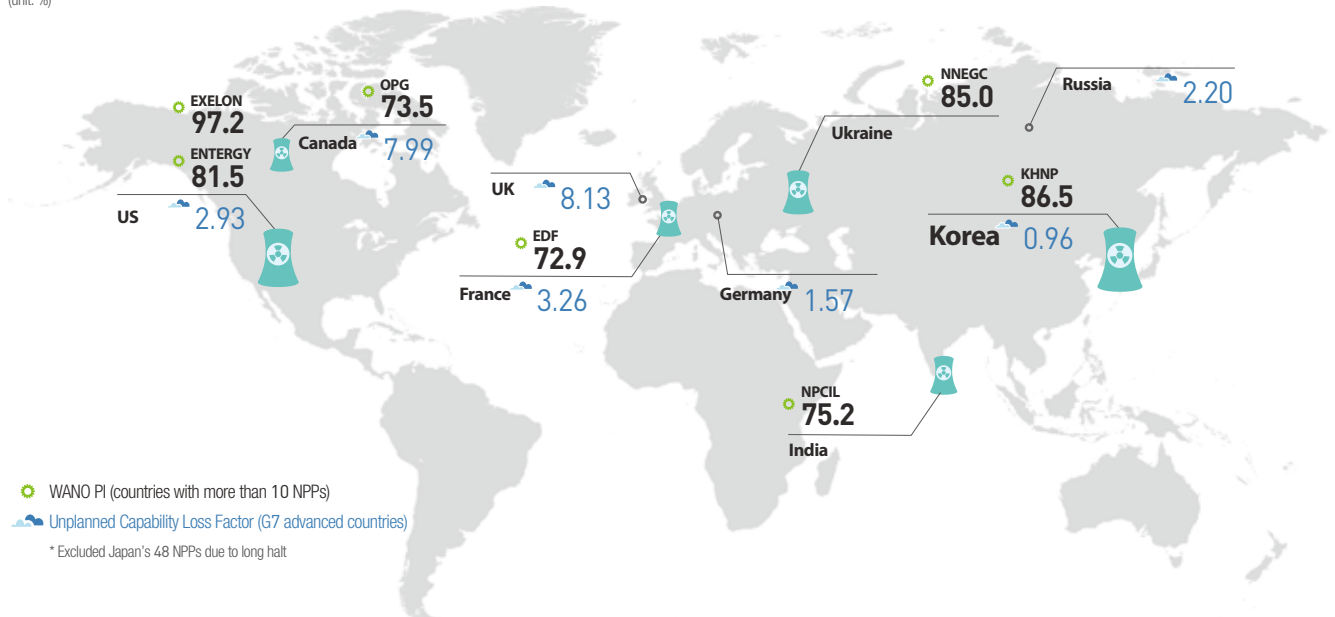 (unit: %)
EXELON
97.2
ENTERGY
81.5
US
2.93
OPG
73.5
Canada
7.99
UK
8.13
EDF
72.9
France
3.26
Germany
1.57
NNEGC
85.0
Ukraine
Russia
2.20
KHNP
86.5
Korea
0.96
NPCIL
75.2
India
WANO PI (countries with more than 10 NPPs)
Unplanned Capability Loss Factor (G7 advanced countries)
* Excluded Japan's 48 NPPs due to long halt